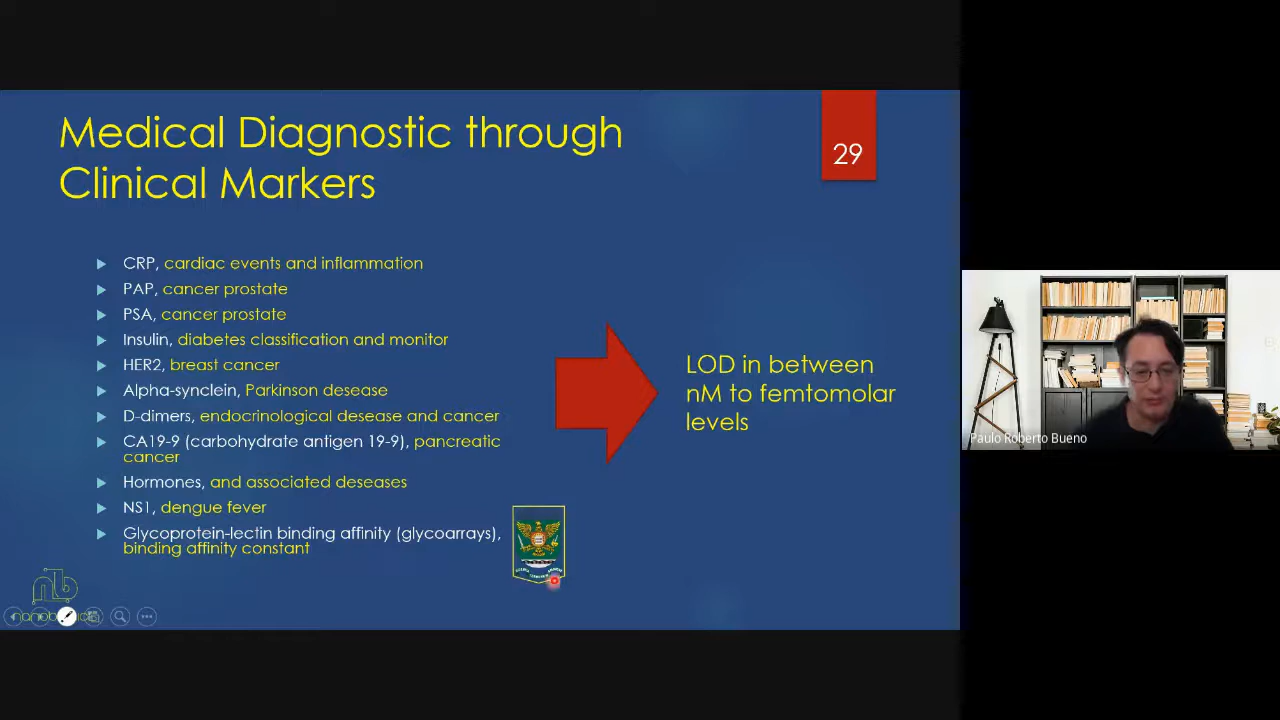 Medical Diagnostic through
Clinical Markers
29
CRP, cardiac events and inflammation
PAP, cancer prostate
PSA, cancer prostate
Insulin, diabetes classification and monitor
HER2, breast cancer
Alpha-synclein, Parkinson desease
D-dimers, endocrinological desease and cancer
CA19-9 (carbohydrate antigen 19-9), pancreatic
cancer
Hormones, and associated deseases
NS1, dengue fever
Glycoprotein-lectin binding affinity (glycoarrays),
binding affinity constant
LOD in between
nM to femtomolar
levels
Paulo Roberto Bueno
nb